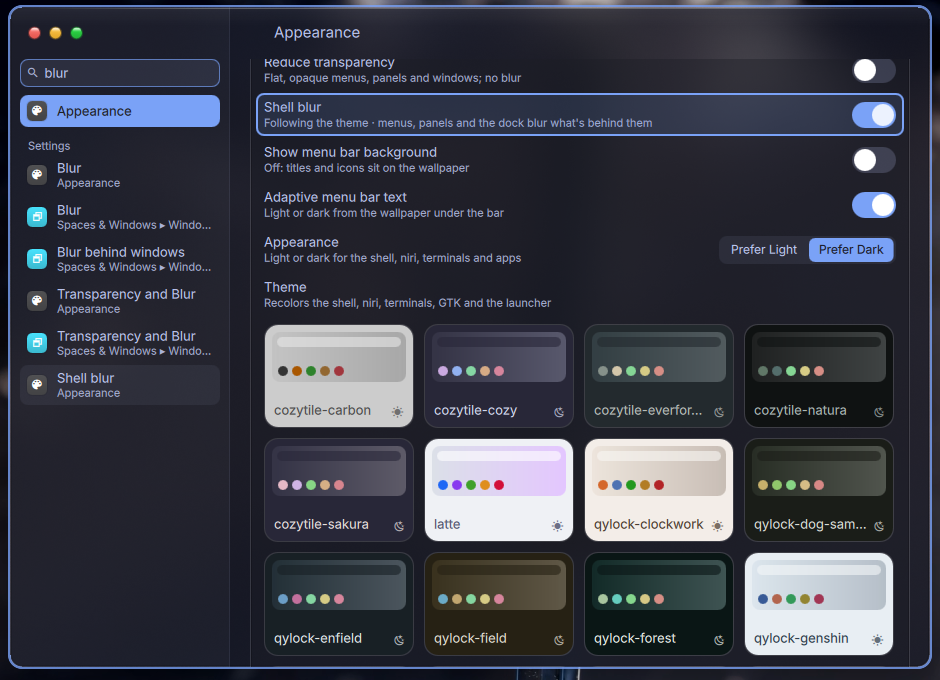 Appearance
blur
Appearance
Settings
Blur
Appearance
Blur
Spaces & Windows ▸ Windo...
Blur behind windows
Spaces & Windows ▸ Windo...
Transparency and Blur
Appearance
Transparency and Blur
Spaces & Windows ▸ Windo...
Shell blur
Appearance
Reduce transparency
Flat, opaque menus, panels and windows; no blur
Shell blur
Following the theme · menus, panels and the dock blur what's behind them
Show menu bar background
Off: titles and icons sit on the wallpaper
Adaptive menu bar text
Light or dark from the wallpaper under the bar
Appearance
Light or dark for the shell, niri, terminals and apps
Prefer Light
Prefer Dark
Theme
Recolors the shell, niri, terminals, GTK and the launcher
cozytile-carbon
cozytile-cozy
cozytile-everfor...
cozytile-natura
cozytile-sakura
latte
qylock-clockwork
qylock-dog-sam...
qylock-enfield
qylock-field
qylock-forest
qylock-genshin